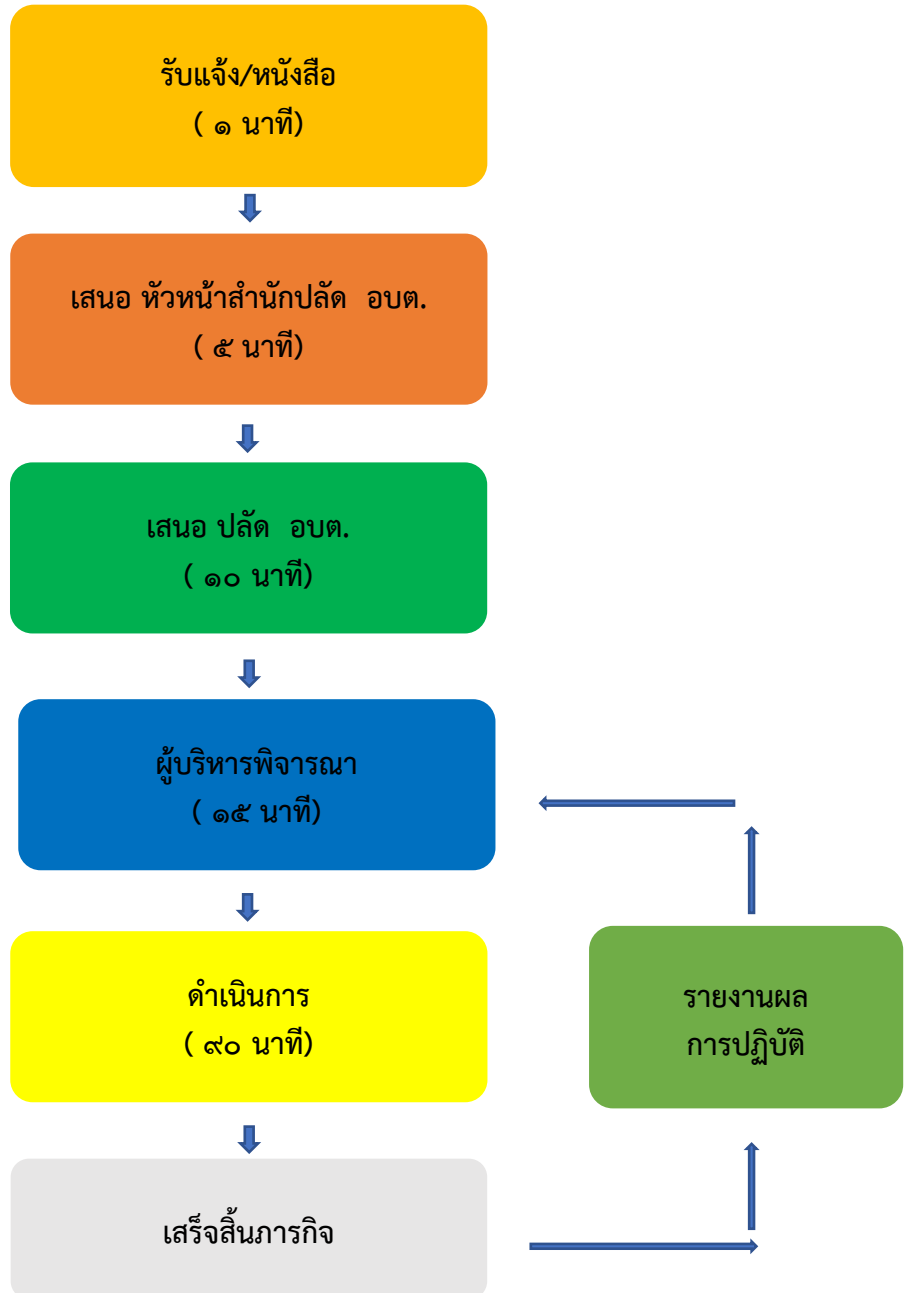 รับแจ้ง/หนังสือ
( ๑ นาที)
เสนอ หัวหน้าสำนักปลัด อบต.
( ๕ นาที)
เสนอ ปลัด อบต.
( ๑๐ นาที)
ผู้บริหารพิจารณา
( ๑๕ นาที)
ดำเนินการ
( ๙๐ นาที)
รายงานผล
การปฏิบัติ
เสร็จสิ้นภารกิจ